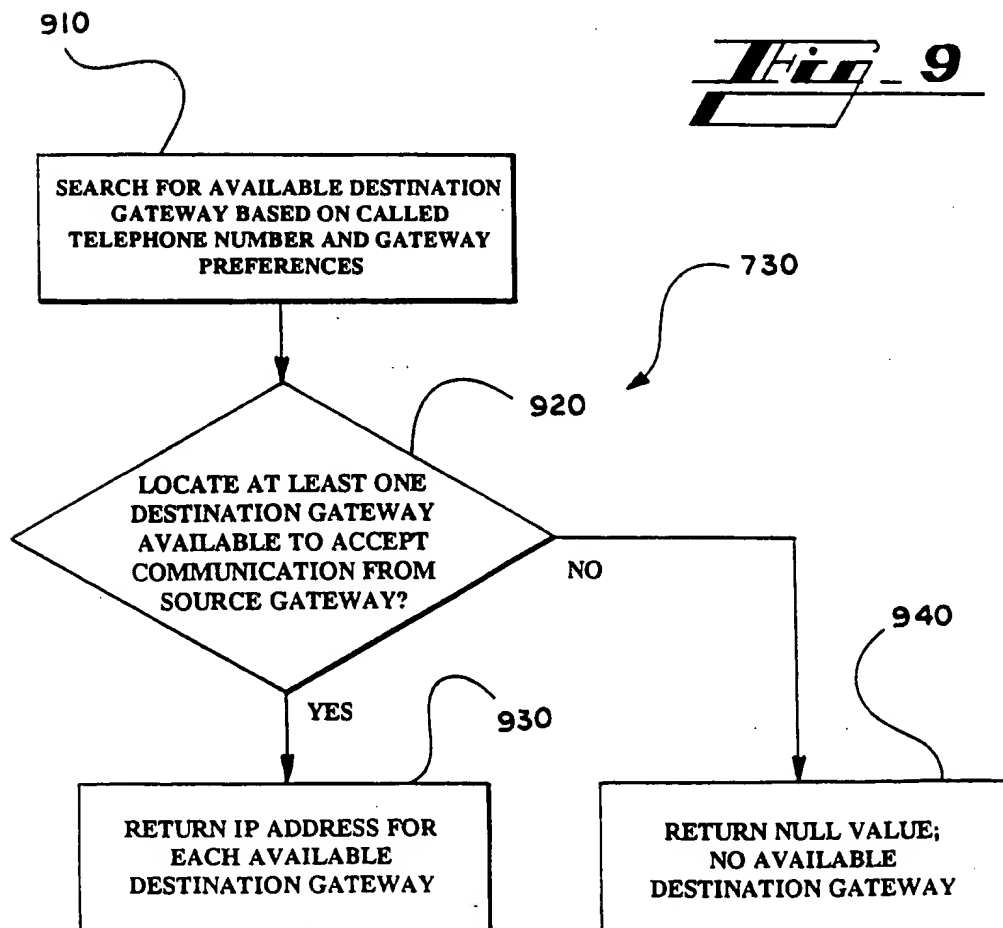 910
Fig_9
SEARCH FOR AVAILABLE DESTINATION
GATEWAY BASED ON CALLED
TELEPHONE NUMBER AND GATEWAY
PREFERENCES
730
920
LOCATE AT LEAST ONE
DESTINATION GATEWAY
AVAILABLE TO ACCEPT
COMMUNICATION FROM
SOURCE GATEWAY?
NO
940
YES
930
RETURN IP ADDRESS FOR
EACH AVAILABLE
DESTINATION GATEWAY
RETURN NULL VALUE;
NO AVAILABLE
DESTINATION GATEWAY